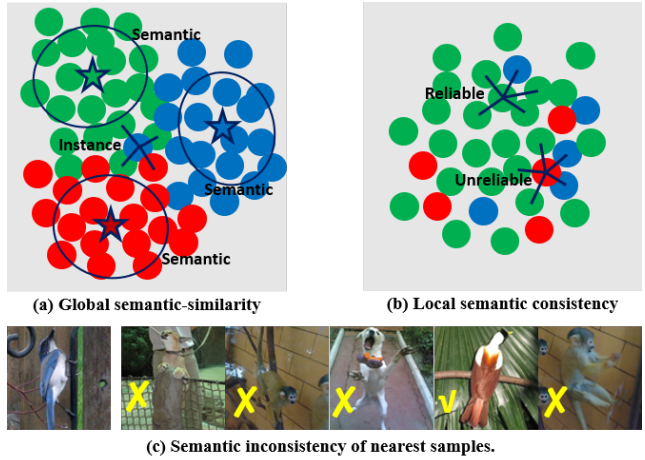 Semantic
Instance
Semantic
Semantic
(a) Global semantic-similarity
Reliable
Unreliable
(b) Local semantic consistency
X X X √ X
(c) Semantic inconsistency of nearest samples.